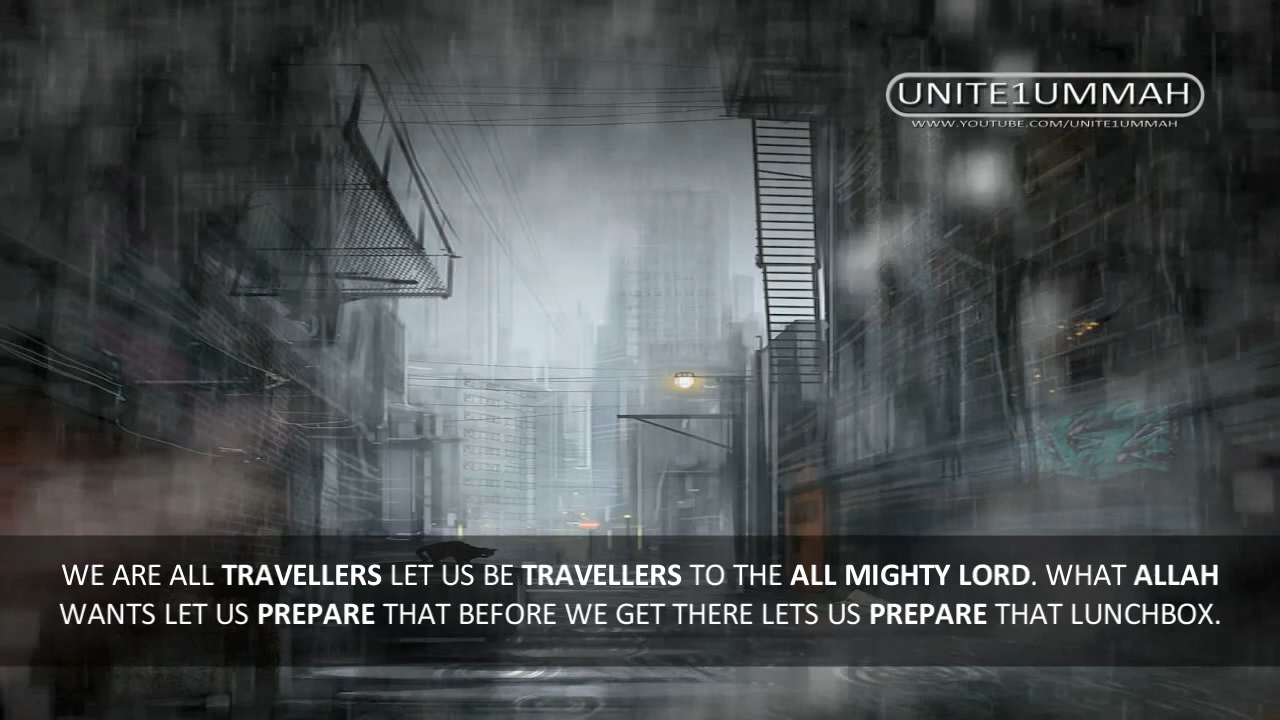 UNITE1UMMAH
WWW.YOUTUBE.COM/UNITE1UMMAH
WE ARE ALL TRAVELLERS LET US BE TRAVELLERS TO THE ALL MIGHTY LORD. WHAT ALLAH
WANTS LET US PREPARE THAT BEFORE WE GET THERE LETS US PREPARE THAT LUNCHBOX.